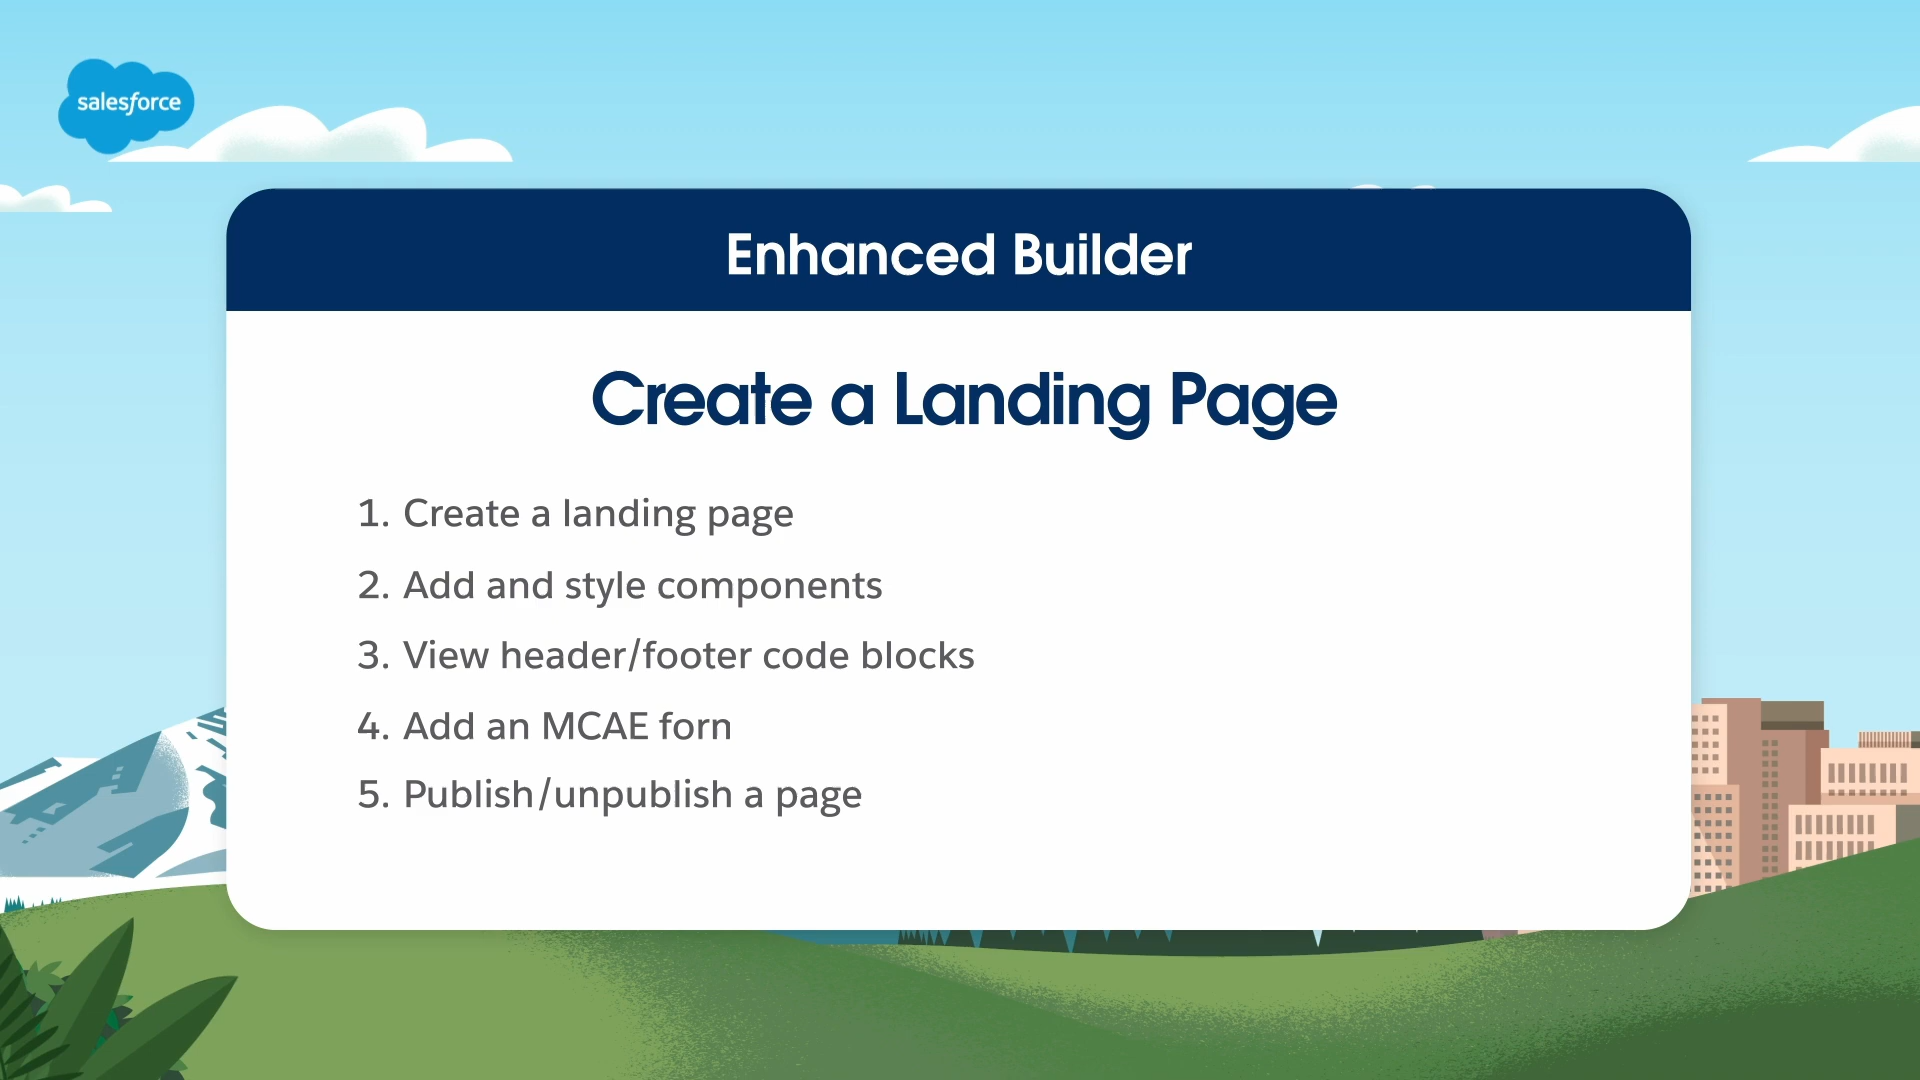 salesforce
Enhanced Builder
Create a Landing Page
1. Create a landing page
2. Add and style components
3. View header/footer code blocks
4. Add an MCAE forn
5. Publish/unpublish a page